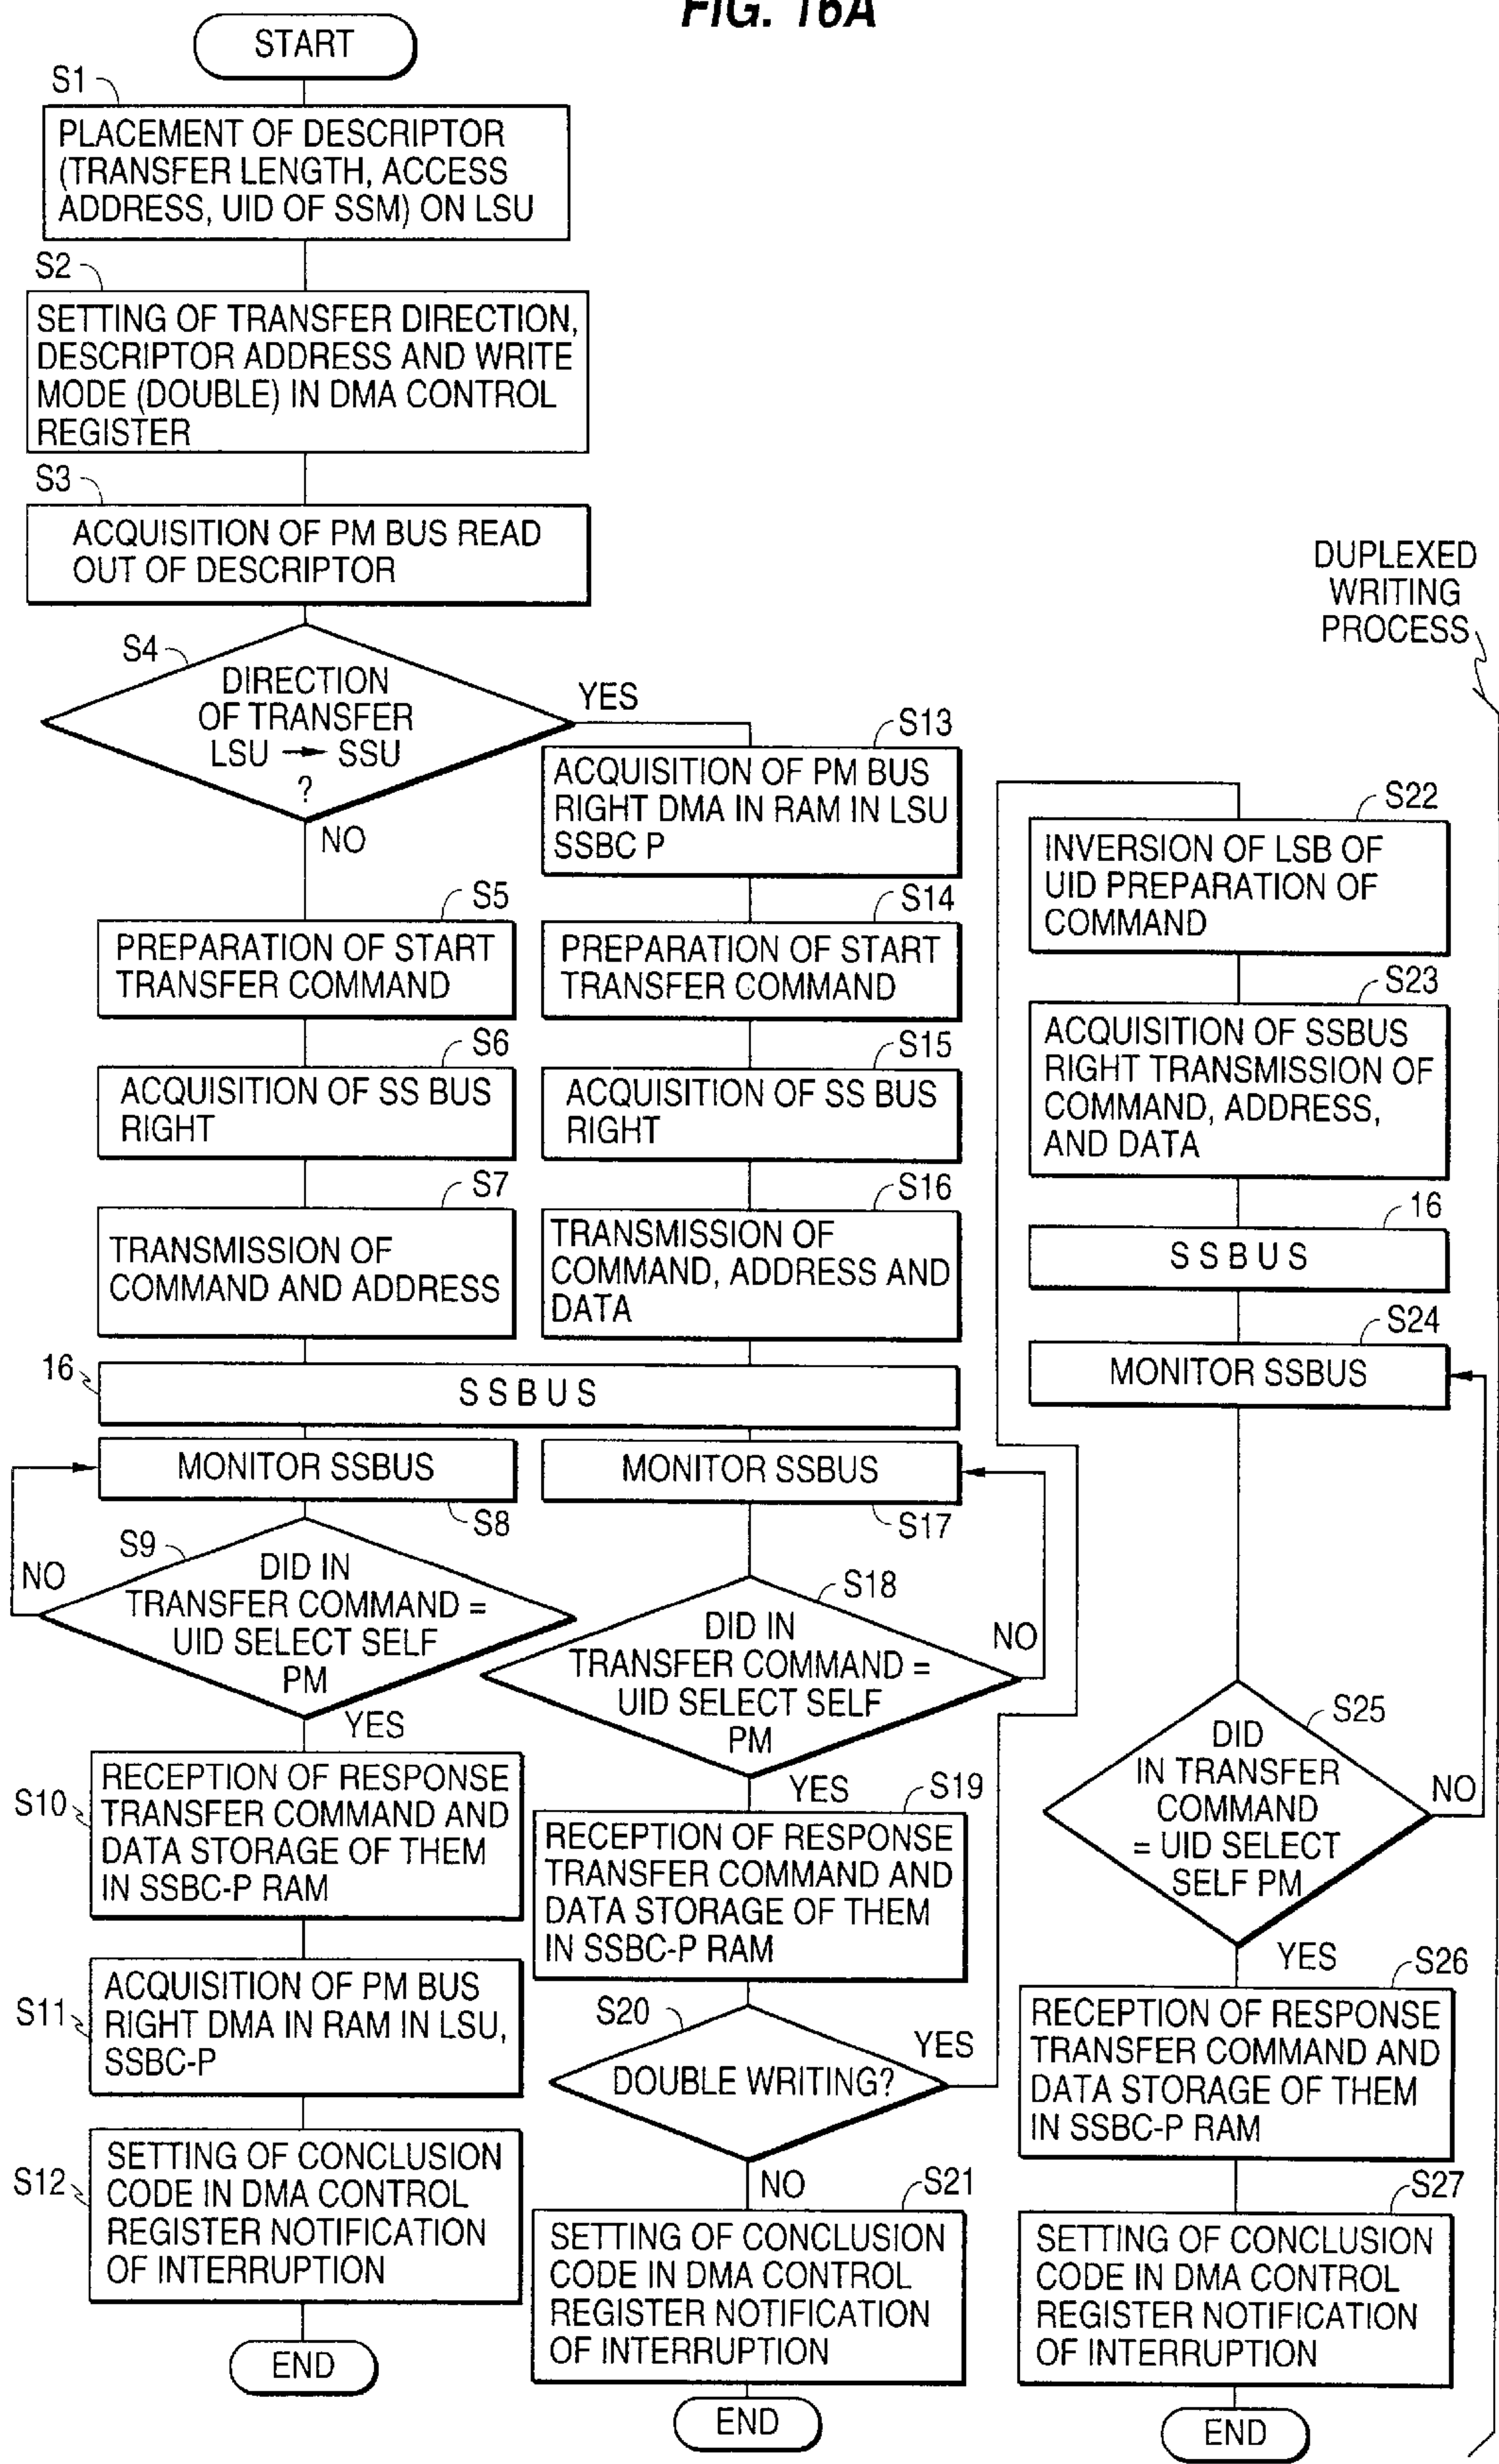 FIG. 16A
START
S1
PLACEMENT OF DESCRIPTOR
(TRANSFER LENGTH, ACCESS
ADDRESS, UID OF SSM) ON LSU
S2
SETTING OF TRANSFER DIRECTION,
DESCRIPTOR ADDRESS AND WRITE
MODE (DOUBLE) IN DMA CONTROL
REGISTER
S3
ACQUISITION OF PM BUS READ
OUT OF DESCRIPTOR
S4
DIRECTION
OF TRANSFER
LSU → SSU
?
YES
NO
S5
PREPARATION OF START
TRANSFER COMMAND
S6
ACQUISITION OF SS BUS
RIGHT
S7
TRANSMISSION OF
COMMAND AND ADDRESS
16
SSBUS
MONITOR SSBUS
S8
S9
DID IN
TRANSFER COMMAND =
UID SELECT SELF
PM
NO
YES
S10
RECEPTION OF RESPONSE
TRANSFER COMMAND AND
DATA STORAGE OF THEM
IN SSBC-P RAM
S11
ACQUISITION OF PM BUS
RIGHT DMA IN RAM IN LSU,
SSBC-P
S12
SETTING OF CONCLUSION
CODE IN DMA CONTROL
REGISTER NOTIFICATION
OF INTERRUPTION
END
S13
ACQUISITION OF PM BUS
RIGHT DMA IN RAM IN LSU
SSBC P
S14
PREPARATION OF START
TRANSFER COMMAND
S15
ACQUISITION OF SS BUS
RIGHT
S16
TRANSMISSION OF
COMMAND, ADDRESS AND
DATA
MONITOR SSBUS
S17
S18
DID IN
TRANSFER COMMAND =
UID SELECT SELF
PM
NO
YES
S19
RECEPTION OF RESPONSE
TRANSFER COMMAND AND
DATA STORAGE OF THEM
IN SSBC-P RAM
S20
DOUBLE WRITING?
YES
NO
S21
SETTING OF CONCLUSION
CODE IN DMA CONTROL
REGISTER NOTIFICATION
OF INTERRUPTION
END
DUPLEXED
WRITING
PROCESS
S22
INVERSION OF LSB OF
UID PREPARATION OF
COMMAND
S23
ACQUISITION OF SSBUS
RIGHT TRANSMISSION OF
COMMAND, ADDRESS,
AND DATA
16
SSBUS
S24
MONITOR SSBUS
S25
DID
IN TRANSFER
COMMAND
= UID SELECT
SELF PM
NO
YES
S26
RECEPTION OF RESPONSE
TRANSFER COMMAND AND
DATA STORAGE OF THEM
IN SSBC-P RAM
S27
SETTING OF CONCLUSION
CODE IN DMA CONTROL
REGISTER NOTIFICATION
OF INTERRUPTION
END